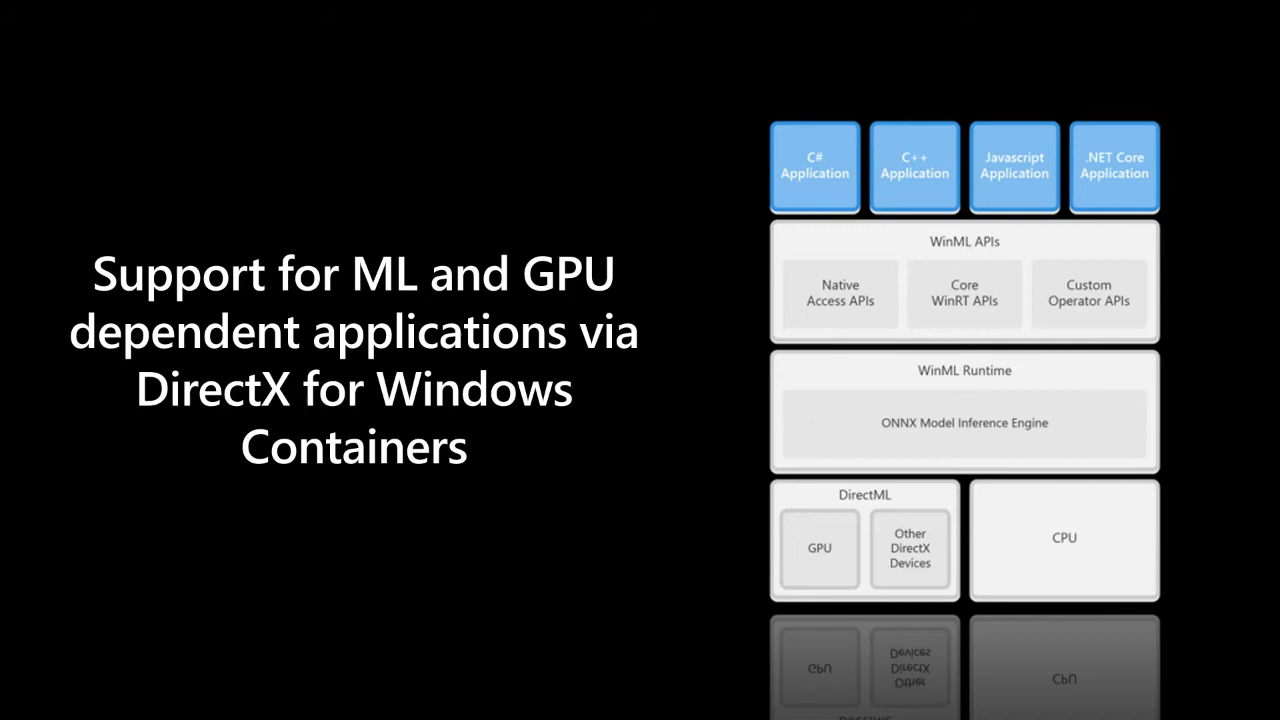 Support for ML and GPU
dependent applications via
DirectX for Windows
Containers
C#
Application
C++
Application
Javascript
Application
.NET Core
Application
WinML APIs
Native
Access APIs
Core
WinRT APIs
Custom
Operator APIs
WinML Runtime
ONNX Model Inference Engine
DirectML
GPU
Other
DirectX
Devices
CPU